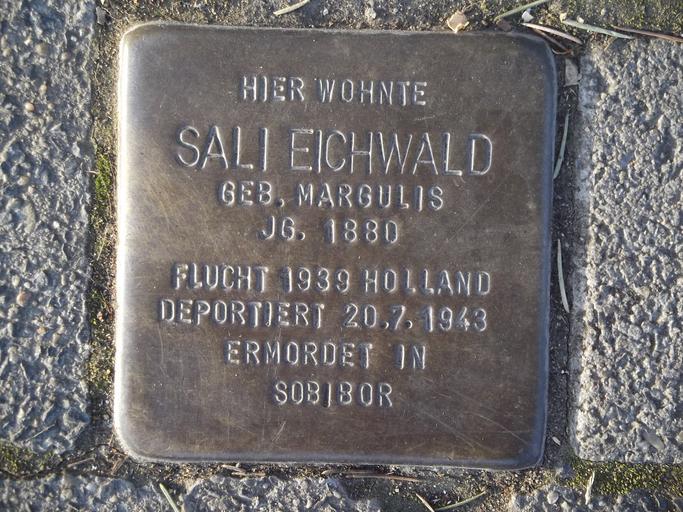 HIER WOHNTE
SALI EICHWALD
GEB. MARGULIS
JG. 1880
FLUCHT 1939 HOLLAND
DEPORTIERT 20.7.1943
ERMORDET IN
SOBIBOR